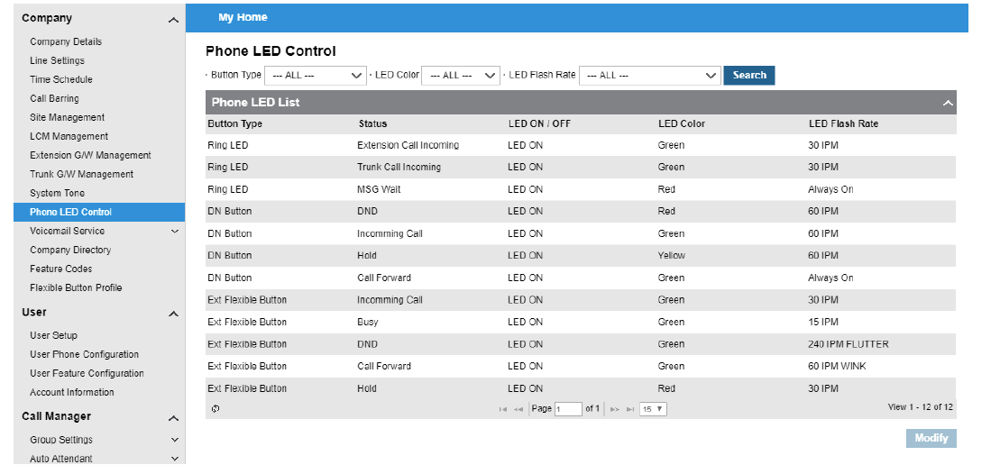 Company
Company Details
Line Settings
Time Schedule
Call Barring
Site Management
LCM Management
Extension G/W Management
Trunk G/W Management
System Tone
Phone LED Control
Voicemail Service
Company Directory
Feature Codes
Flexible Button Profile
User
User Setup
User Phone Configuration
User Feature Configuration
Account Information
Call Manager
Group Settings
Auto Attendant
My Home
Phone LED Control
· Button Type --- ALL --- · LED Color --- ALL --- · LED Flash Rate --- ALL --- Search
Phone LED List
Button Type Status LED ON / OFF LED Color LED Flash Rate
Ring LED Extension Call Incoming LED ON Green 30 IPM
Ring LED Trunk Call Incoming LED ON Green 30 IPM
Ring LED MSG Wait LED ON Red Always On
DN Button DND LED ON Red 60 IPM
DN Button Incomming Call LED ON Green 60 IPM
DN Button Hold LED ON Yellow 60 IPM
DN Button Call Forward LED ON Green Always On
Ext Flexible Button Incomming Call LED ON Green 30 IPM
Ext Flexible Button Busy LED ON Green 15 IPM
Ext Flexible Button DND LED ON Green 240 IPM FLUTTER
Ext Flexible Button Call Forward LED ON Green 60 IPM WINK
Ext Flexible Button Hold LED ON Red 30 IPM
Page 1 of 1 15 View 1 - 12 of 12
Modify